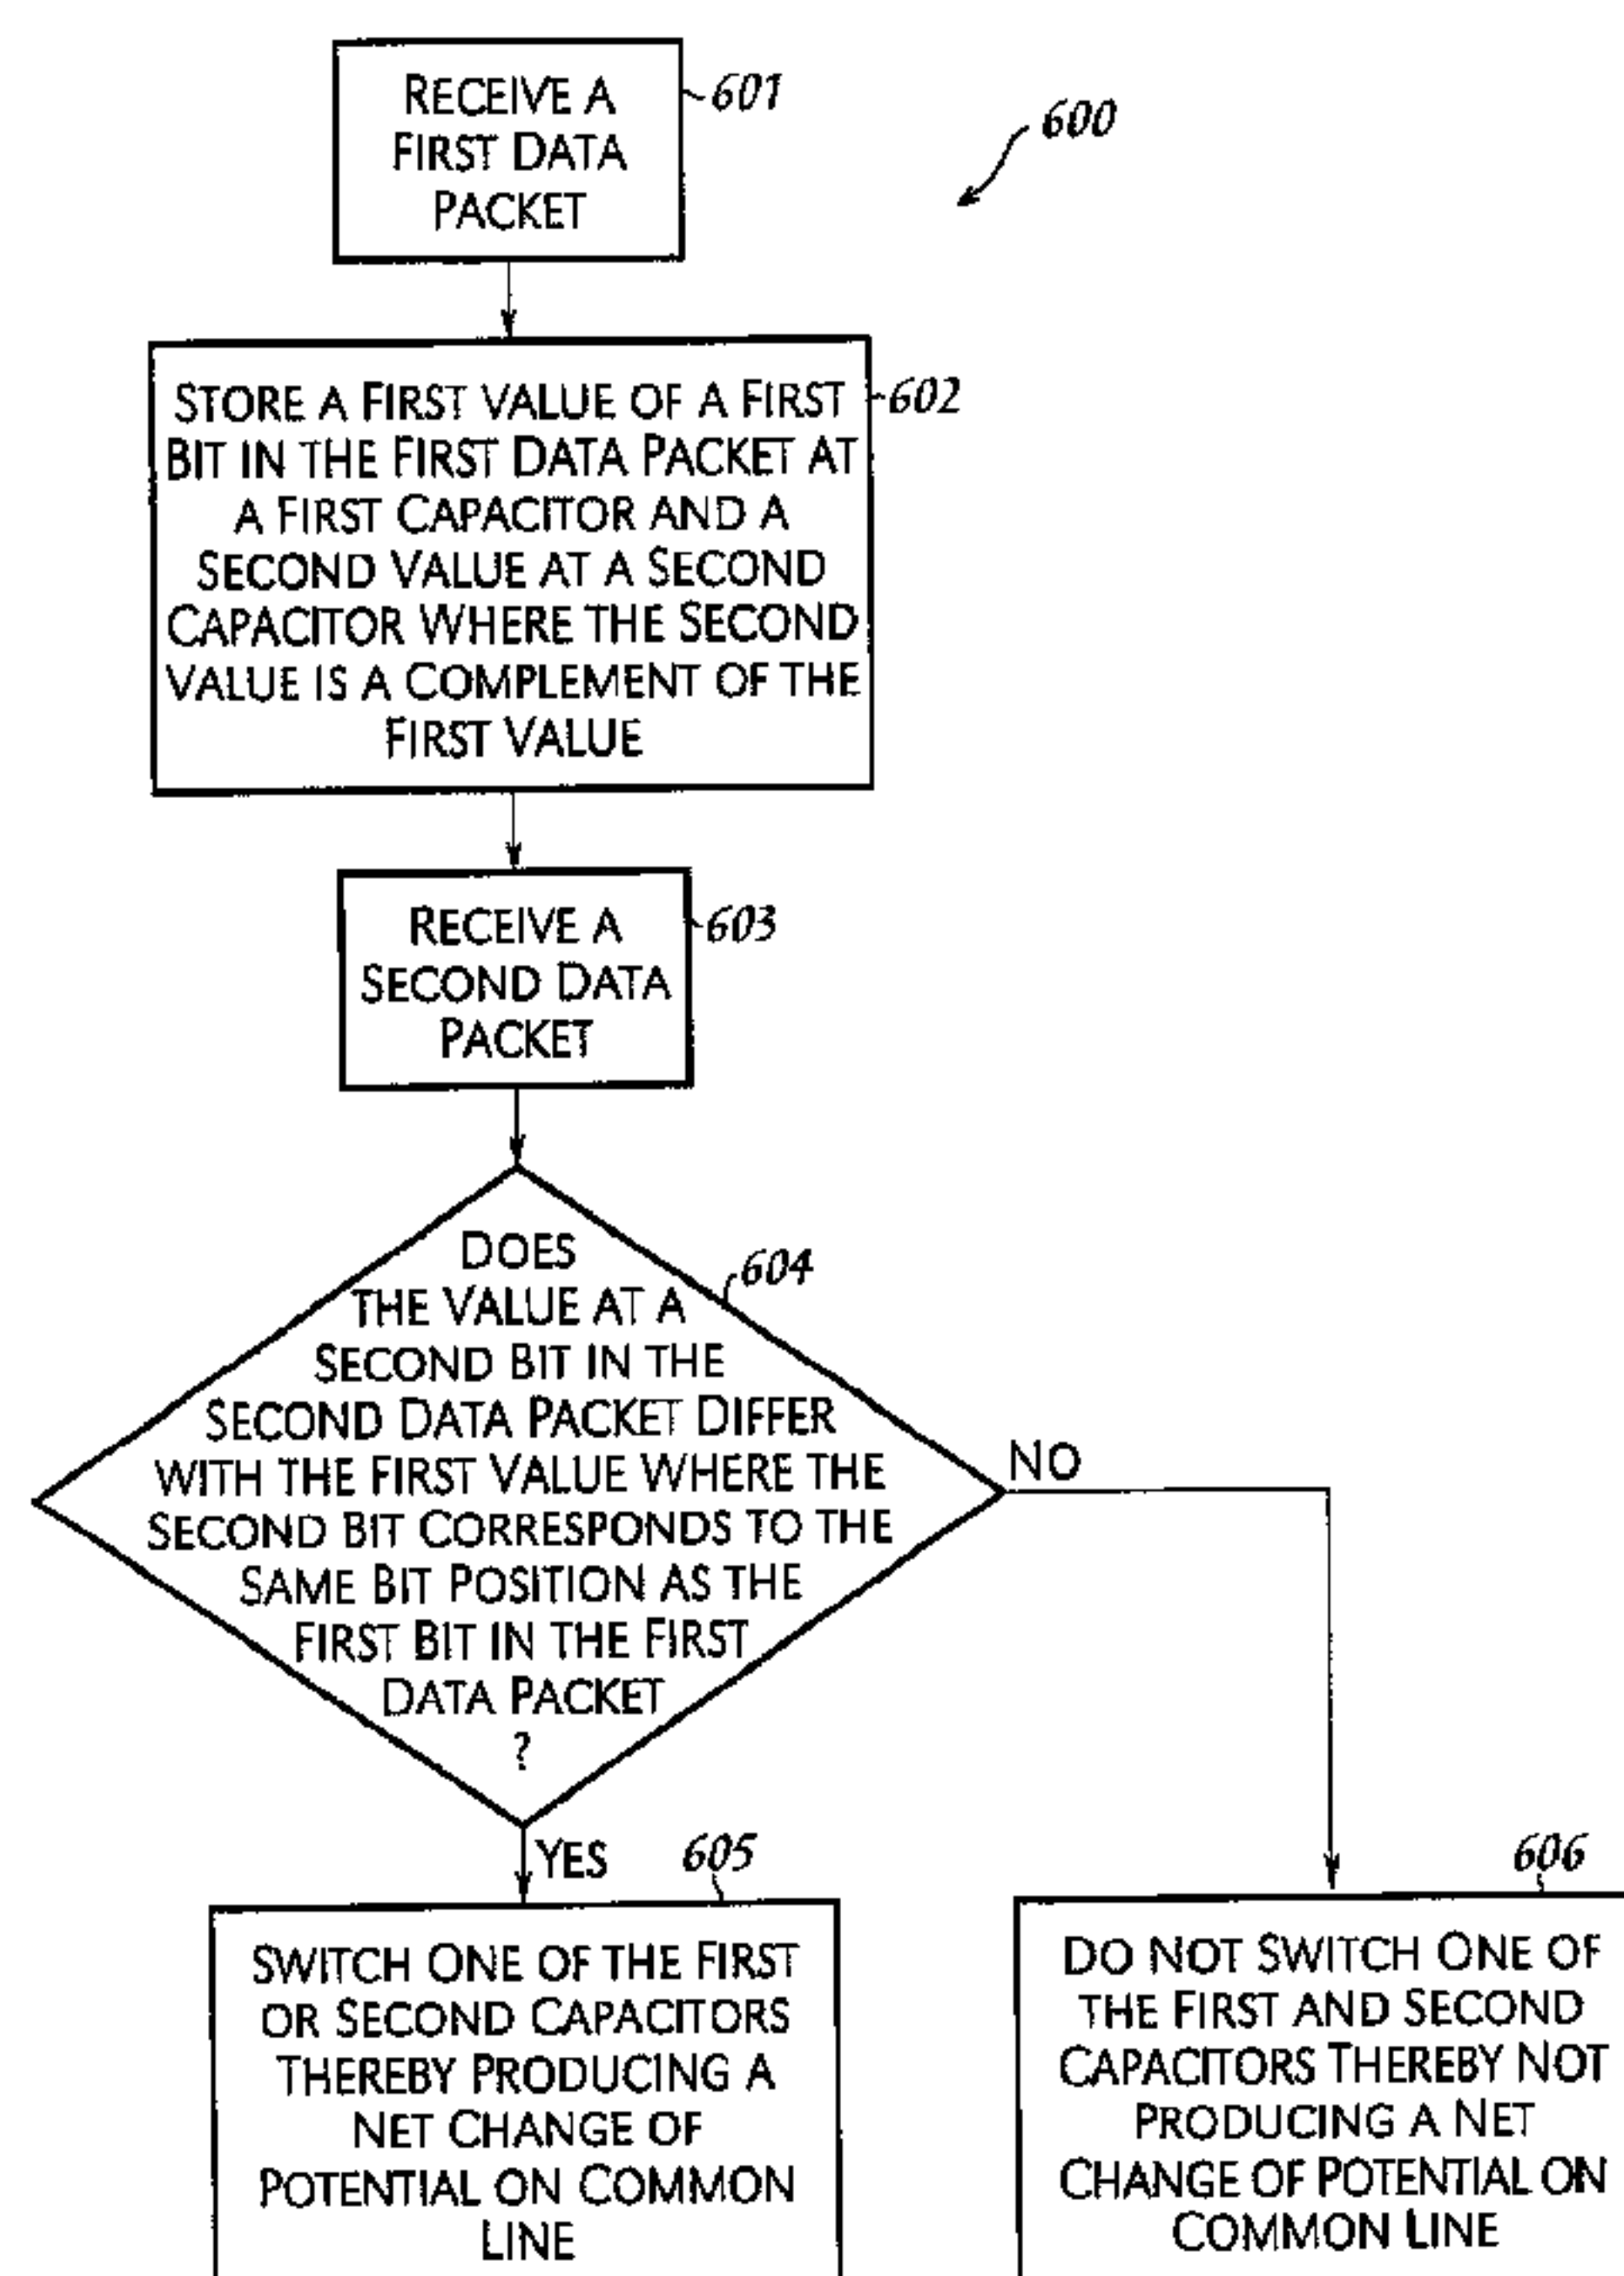 RECEIVE A
FIRST DATA
PACKET
601
600
STORE A FIRST VALUE OF A FIRST
BIT IN THE FIRST DATA PACKET AT
A FIRST CAPACITOR AND A
SECOND VALUE AT A SECOND
CAPACITOR WHERE THE SECOND
VALUE IS A COMPLEMENT OF THE
FIRST VALUE
602
RECEIVE A
SECOND DATA
PACKET
603
DOES
THE VALUE AT A
SECOND BIT IN THE
SECOND DATA PACKET DIFFER
WITH THE FIRST VALUE WHERE THE
SECOND BIT CORRESPONDS TO THE
SAME BIT POSITION AS THE
FIRST BIT IN THE FIRST
DATA PACKET
?
604
NO
YES
605
SWITCH ONE OF THE FIRST
OR SECOND CAPACITORS
THEREBY PRODUCING A
NET CHANGE OF
POTENTIAL ON COMMON
LINE
606
DO NOT SWITCH ONE OF
THE FIRST AND SECOND
CAPACITORS THEREBY NOT
PRODUCING A NET
CHANGE OF POTENTIAL ON
COMMON LINE